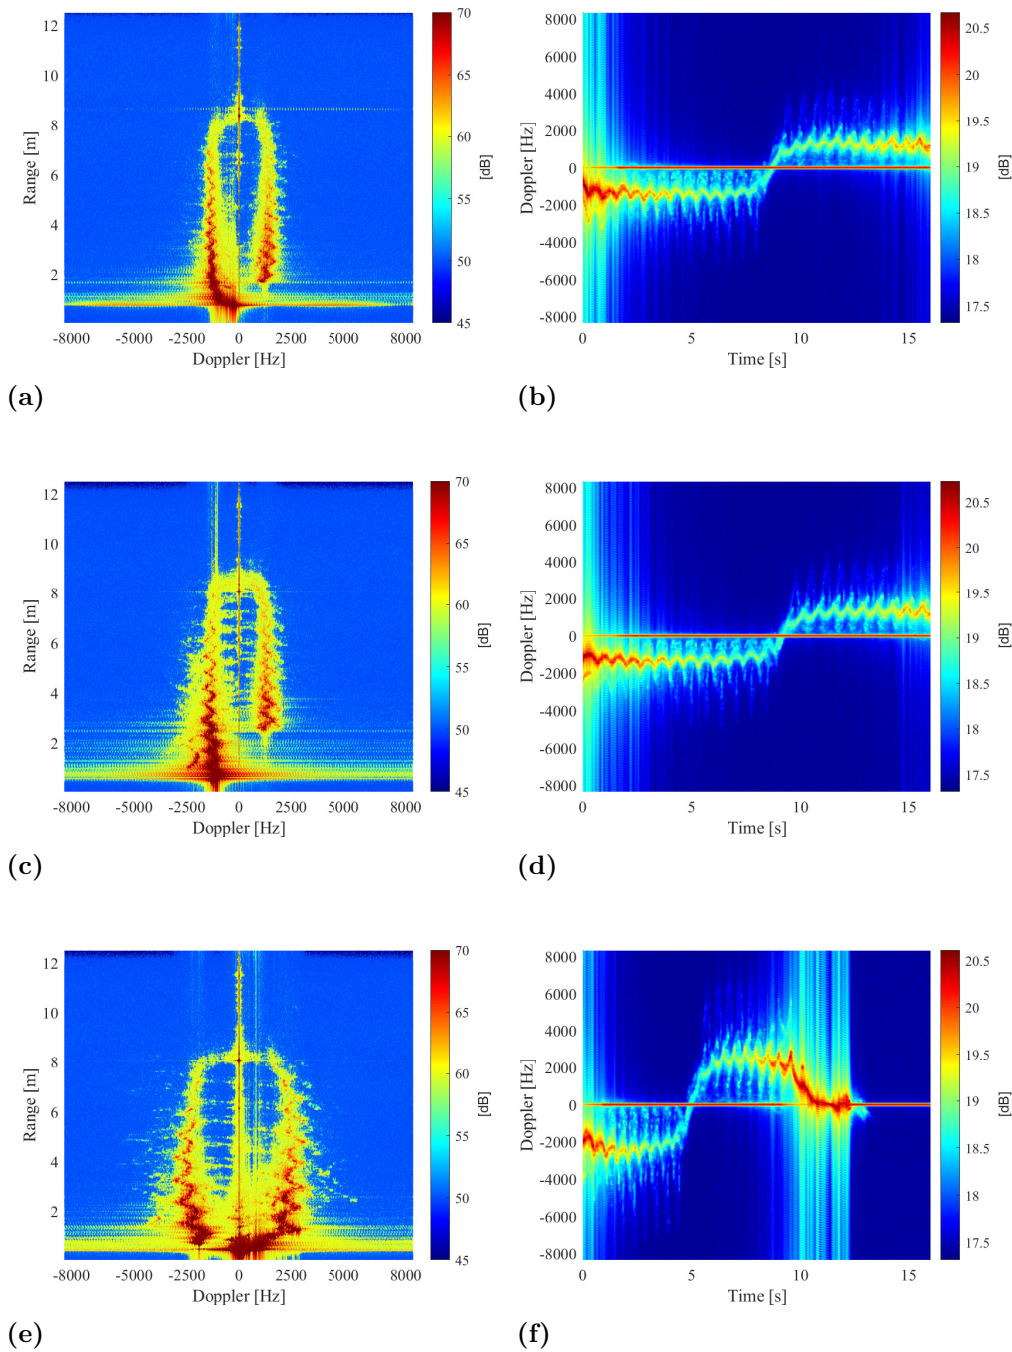 70
12
10
8
6
4
2
65
60
55
50
45
Range [m]
[dB]
-8000 -5000 -2500 0 2500 5000 8000
Doppler [Hz]
(a)
8000
6000
4000
2000
0
-2000
-4000
-6000
-8000
Doppler [Hz]
20.5
20
19.5
19
18.5
18
17.5
[dB]
0 5 10 15
Time [s]
(b)
70
12
10
8
6
4
2
65
60
55
50
45
Range [m]
[dB]
-8000 -5000 -2500 0 2500 5000 8000
Doppler [Hz]
(c)
8000
6000
4000
2000
0
-2000
-4000
-6000
-8000
Doppler [Hz]
20.5
20
19.5
19
18.5
18
17.5
[dB]
0 5 10 15
Time [s]
(d)
70
12
10
8
6
4
2
65
60
55
50
45
Range [m]
[dB]
-8000 -5000 -2500 0 2500 5000 8000
Doppler [Hz]
(e)
8000
6000
4000
2000
0
-2000
-4000
-6000
-8000
Doppler [Hz]
20.5
20
19.5
19
18.5
18
17.5
[dB]
0 5 10 15
Time [s]
(f)